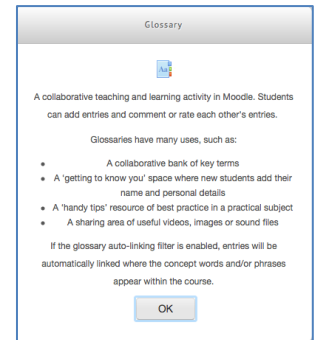 Glossary
Aa
A collaborative teaching and learning activity in Moodle. Students
can add entries and comment or rate each other's entries.
Glossaries have many uses, such as:
• A collaborative bank of key terms
• A 'getting to know you' space where new students add their
name and personal details
• A 'handy tips' resource of best practice in a practical subject
• A sharing area of useful videos, images or sound files
If the glossary auto-linking filter is enabled, entries will be
automatically linked where the concept words and/or phrases
appear within the course.
OK